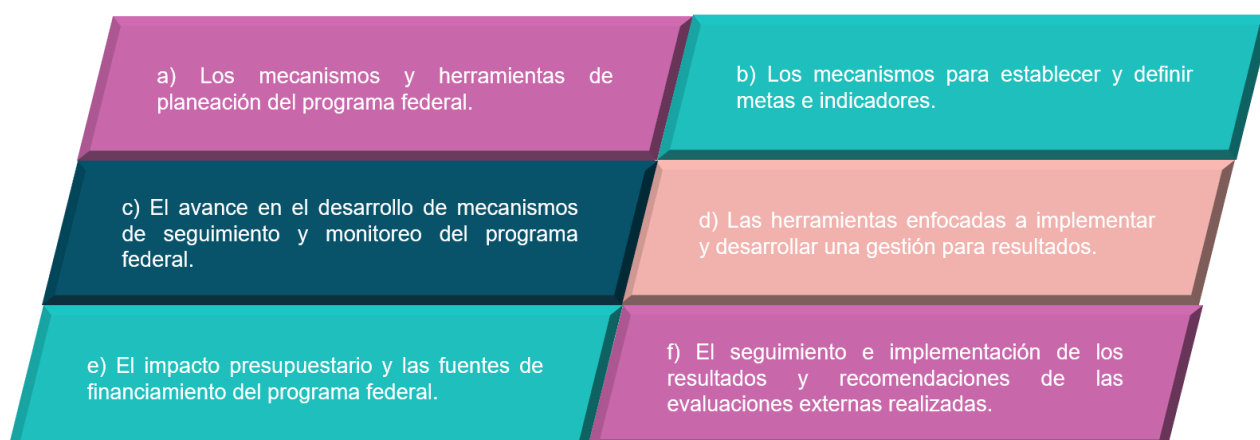 a) Los mecanismos y herramientas de
planeación del programa federal.
b) Los mecanismos para establecer y definir
metas e indicadores.
c) El avance en el desarrollo de mecanismos
de seguimiento y monitoreo del programa
federal.
d) Las herramientas enfocadas a implementar
y desarrollar una gestión para resultados.
e) El impacto presupuestario y las fuentes de
financiamiento del programa federal.
f) El seguimiento e implementación de los
resultados y recomendaciones de las
evaluaciones externas realizadas.